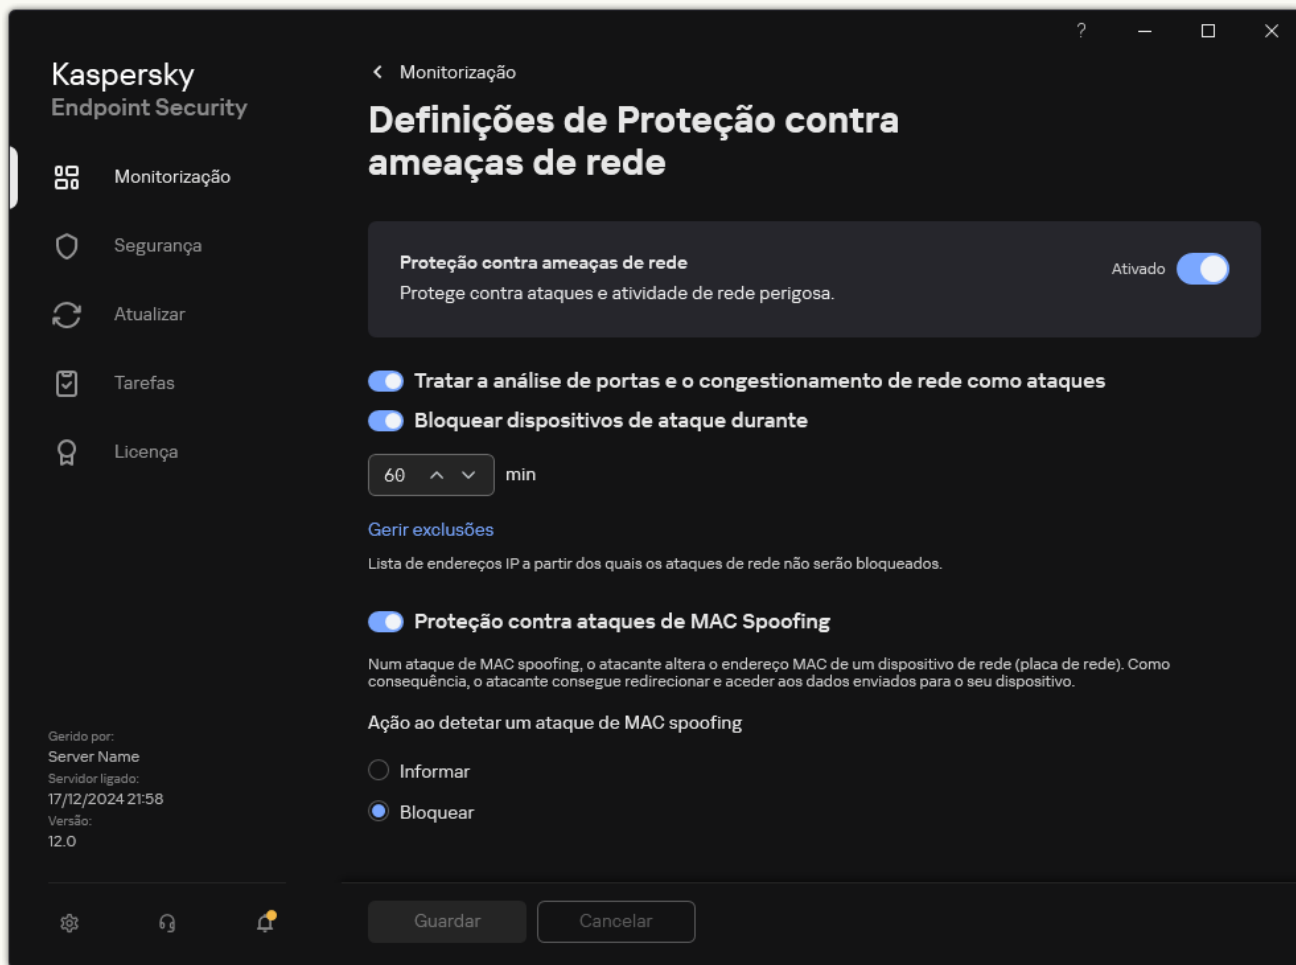 ?
Kaspersky
Endpoint Security
Monitorização
Segurança
Atualizar
Tarefas
Licença
Gerido por:
Server Name
Servidor ligado:
17/12/2024 21:58
Versão:
12.0
Monitorização
Definições de Proteção contra
ameaças de rede
Proteção contra ameaças de rede
Protege contra ataques e atividade de rede perigosa.
Ativado
Tratar a análise de portas e o congestionamento de rede como ataques
Bloquear dispositivos de ataque durante
60 min
Gerir exclusões
Lista de endereços IP a partir dos quais os ataques de rede não serão bloqueados.
Proteção contra ataques de MAC Spoofing
Num ataque de MAC spoofing, o atacante altera o endereço MAC de um dispositivo de rede (placa de rede). Como
consequência, o atacante consegue redirecionar e aceder aos dados enviados para o seu dispositivo.
Ação ao detetar um ataque de MAC spoofing
Informar
Bloquear
Guardar
Cancelar